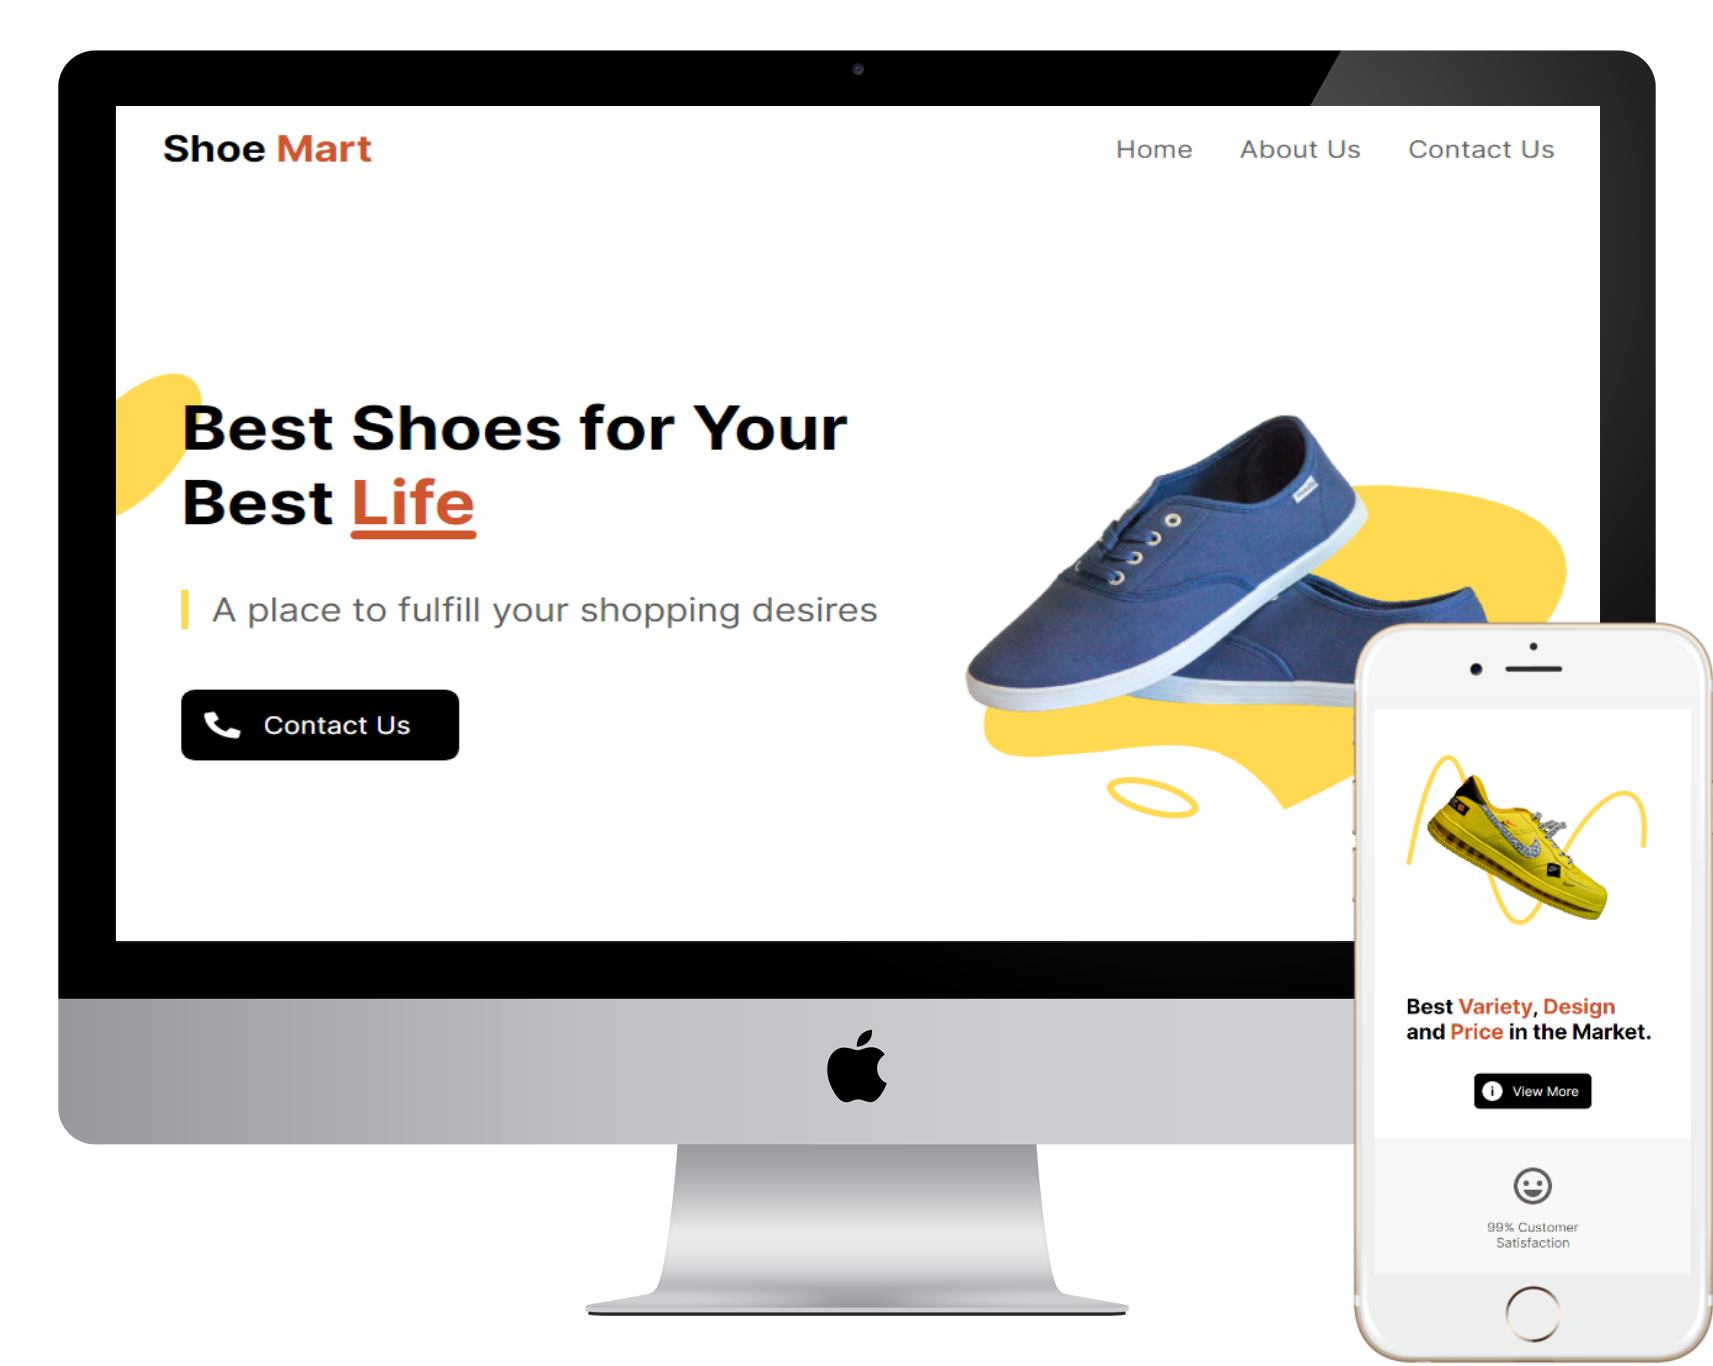 Shoe Mart
Home
About Us
Contact Us
Best Shoes for Your
Best Life
A place to fulfill your shopping desires
Contact Us
Best Variety, Design
and Price in the Market.
View More
99% Customer
Satisfaction